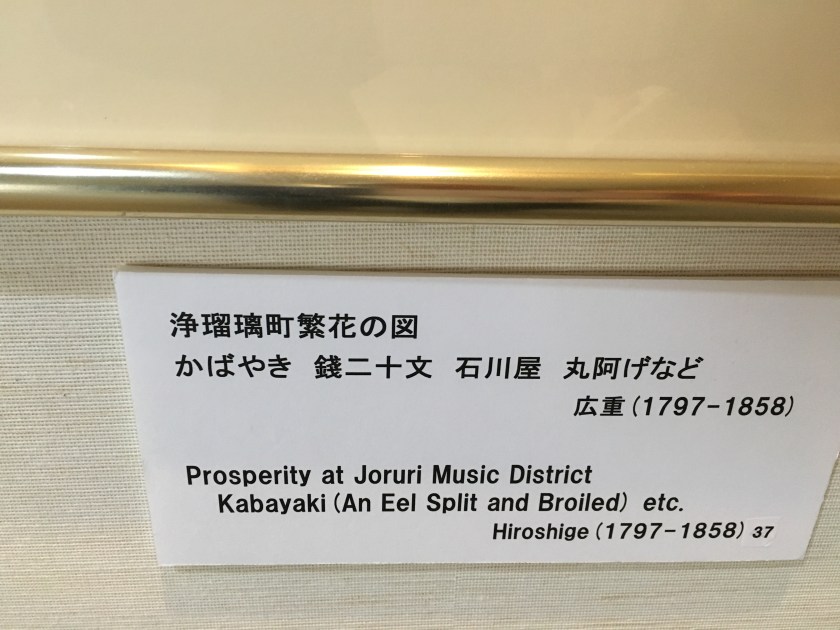 浄瑠璃町繁花の図
かばやき　錢二十文　石川屋　丸阿げなど
広重(1797-1858)
Prosperity at Joruri Music District
Kabayaki(An Eel Split and Broiled) etc.
Hiroshige(1797-1858) 37